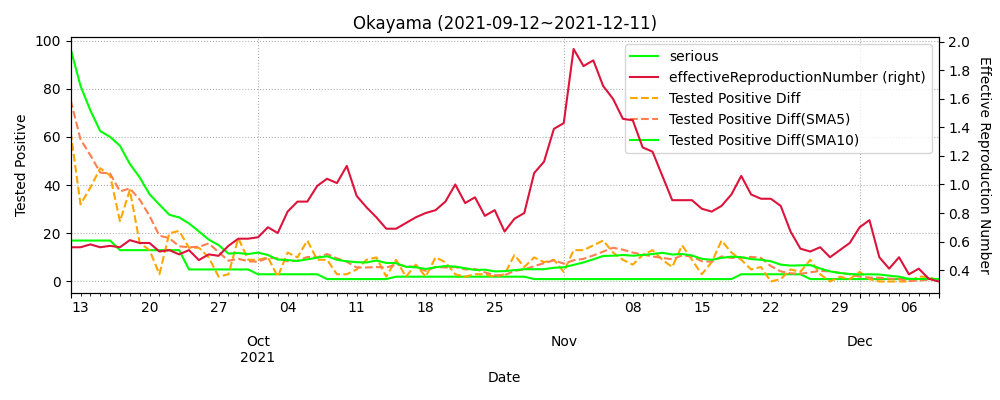 Okayama (2021-09-12~2021-12-11)
serious
effectiveReproductionNumber (right)
Tested Positive Diff
Tested Positive Diff(SMA5)
Tested Positive Diff(SMA10)
Tested Positive
100
80
60
40
20
0
2.0
1.8
1.6
1.4
1.2
1.0
0.8
0.6
0.4
Effective Reproduction Number
13 20 27 04 11 18 25 08 15 22 29 06
Oct Nov Dec
2021
Date